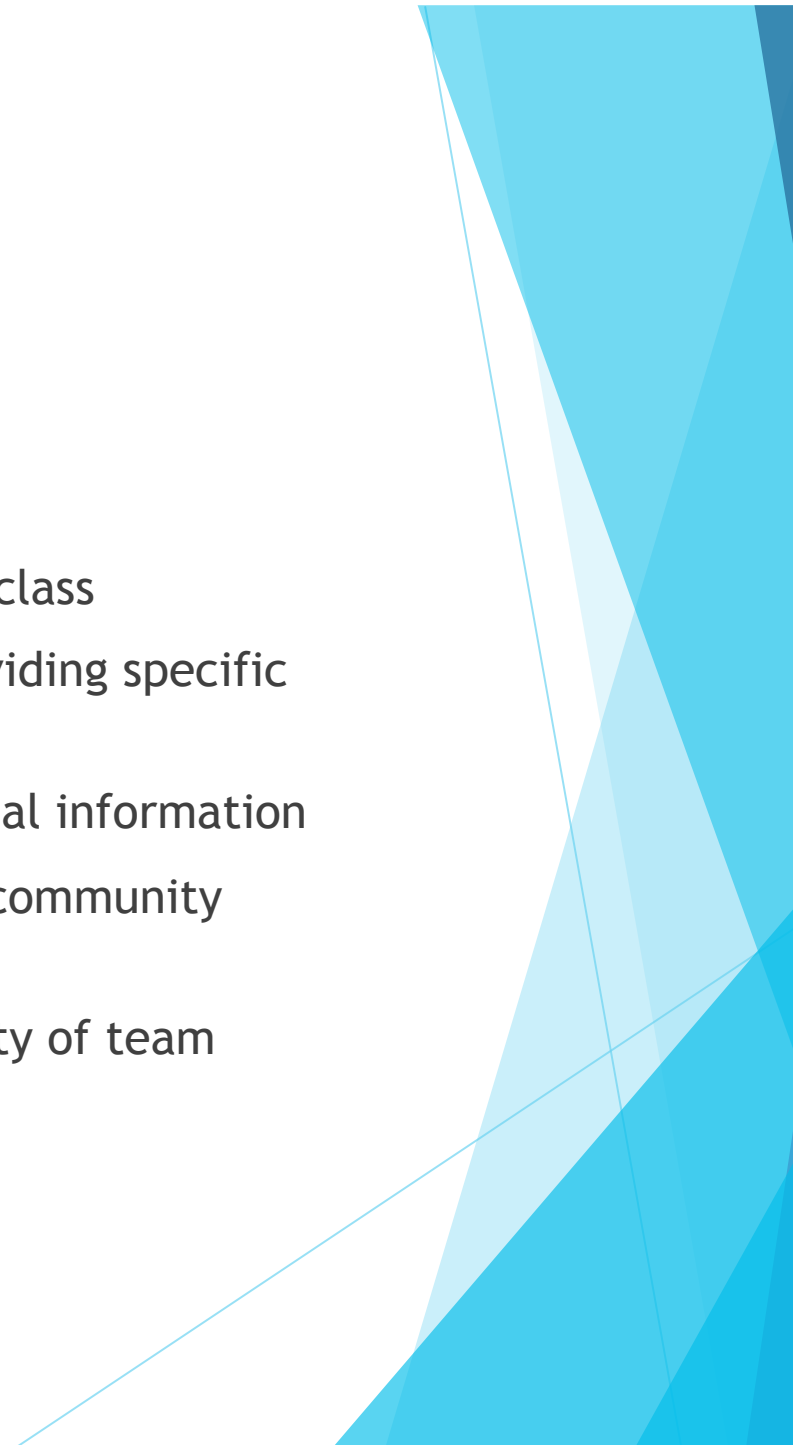 class
viding specific
al information
community
ty of team